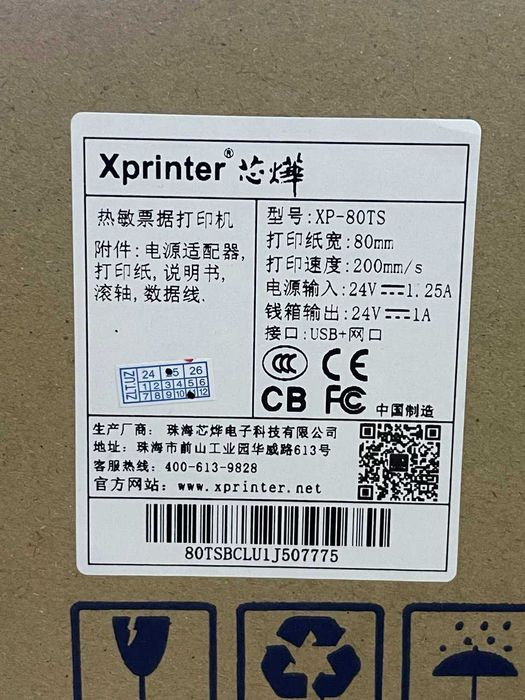 Xprinter® 芯烨
热敏票据打印机
附件:电源适配器,
打印纸,说明书,
滚轴,数据线.
型号:XP-80TS
打印纸宽:80mm
打印速度:200mm/s
电源输入:24V⎓1.25A
钱箱输出:24V⎓1A
接口:USB+网口
CCC CE
CB FC 中国制造
ZLTUZ 24 25 26
1 2 3 4 5 6
7 8 9 10 12
生产厂商: 珠海芯烨电子科技有限公司
地址: 珠海市前山工业园华威路613号
客服热线: 400-613-9828
官方网站: www.xprinter.net
80TSBCLU1J507775